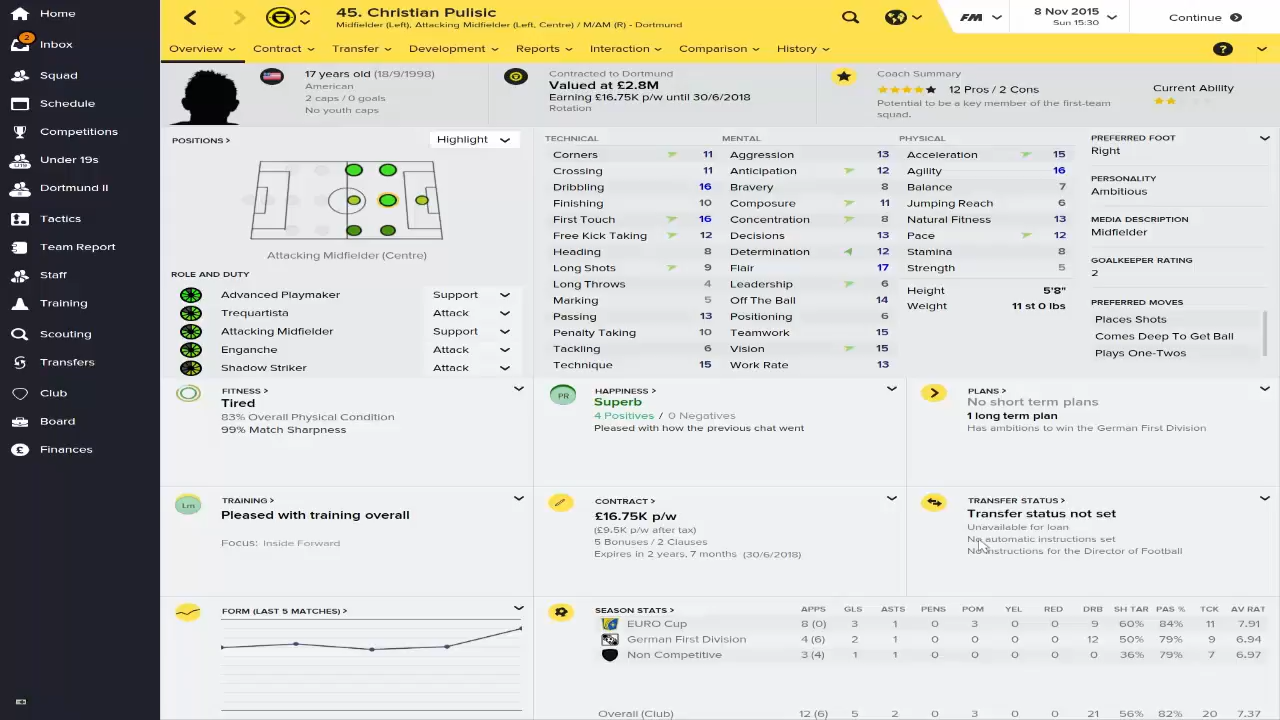 Home
Inbox
2
Squad
Schedule
Competitions
Under 19s
Dortmund II
Tactics
Team Report
Staff
Training
Scouting
Transfers
Club
Board
Finances
45. Christian Pulisic
Midfielder (Left), Attacking Midfielder (Left, Centre) / M/AM (R) - Dortmund
FM
8 Nov 2015
Sun 15:30
Continue
Overview Contract Transfer Development Reports Interaction Comparison History
?
17 years old (18/9/1998)
American
2 caps / 0 goals
No youth caps
Contracted to Dortmund
Valued at £2.8M
Earning £16.75K p/w until 30/6/2018
Rotation
Coach Summary
12 Pros / 2 Cons
Potential to be a key member of the first-team
squad.
Current Ability
POSITIONS >
Highlight
Attacking Midfielder (Centre)
ROLE AND DUTY
Advanced Playmaker Support
Trequartista Attack
Attacking Midfielder Support
Enganche Attack
Shadow Striker Attack
TECHNICAL
Corners 11
Crossing 11
Dribbling 16
Finishing 10
First Touch 16
Free Kick Taking 12
Heading 8
Long Shots 9
Long Throws 4
Marking 5
Passing 13
Penalty Taking 10
Tackling 6
Technique 15
MENTAL
Aggression 13
Anticipation 12
Bravery 8
Composure 11
Concentration 8
Decisions 13
Determination 12
Flair 17
Leadership 6
Off The Ball 14
Positioning 6
Teamwork 15
Vision 15
Work Rate 13
PHYSICAL
Acceleration 15
Agility 16
Balance 7
Jumping Reach 6
Natural Fitness 13
Pace 12
Stamina 8
Strength 5
Height 5'8"
Weight 11 st 0 lbs
PREFERRED FOOT
Right
PERSONALITY
Ambitious
MEDIA DESCRIPTION
Midfielder
GOALKEEPER RATING
2
PREFERRED MOVES
Places Shots
Comes Deep To Get Ball
Plays One-Twos
FITNESS >
Tired
83% Overall Physical Condition
99% Match Sharpness
PR
HAPPINESS >
Superb
4 Positives / 0 Negatives
Pleased with how the previous chat went
PLANS >
No short term plans
1 long term plan
Has ambitions to win the German First Division
Lm
TRAINING >
Pleased with training overall
Focus: Inside Forward
CONTRACT >
£16.75K p/w
(£9.5K p/w after tax)
5 Bonuses / 2 Clauses
Expires in 2 years, 7 months (30/6/2018)
TRANSFER STATUS >
Transfer status not set
Unavailable for loan
No automatic instructions set
No instructions for the Director of Football
FORM (LAST 5 MATCHES) >
SEASON STATS > APPS GLS ASTS PENS POM YEL RED DRB SH TAR PAS % TCK AV RAT
EURO Cup 8 (0) 3 1 0 3 0 0 9 60% 84% 11 7.91
German First Division 4 (6) 2 1 0 0 0 0 12 50% 79% 9 6.94
Non Competitive 3 (4) 1 1 0 0 0 0 0 36% 79% 7 6.97
Overall (Club) 12 (6) 5 2 0 3 0 0 21 56% 82% 20 7.37